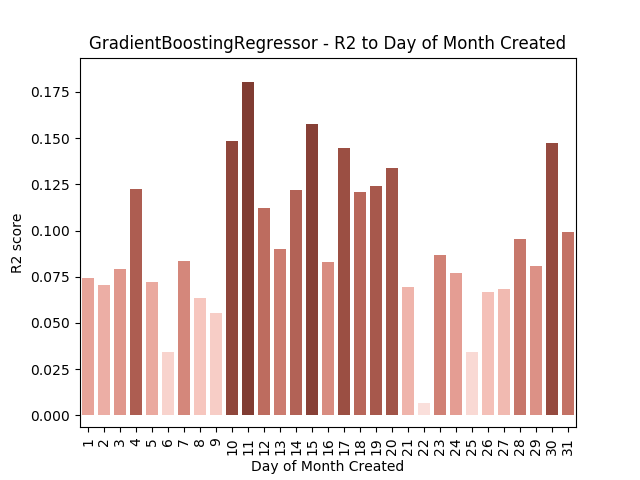 GradientBoostingRegressor - R2 to Day of Month Created
0.175
0.150
0.125
0.100
0.075
0.050
0.025
0.000
R2 score
1 2 3 4 5 6 7 8 9 10 11 12 13 14 15 16 17 18 19 20 21 22 23 24 25 26 27 28 29 30 31
Day of Month Created